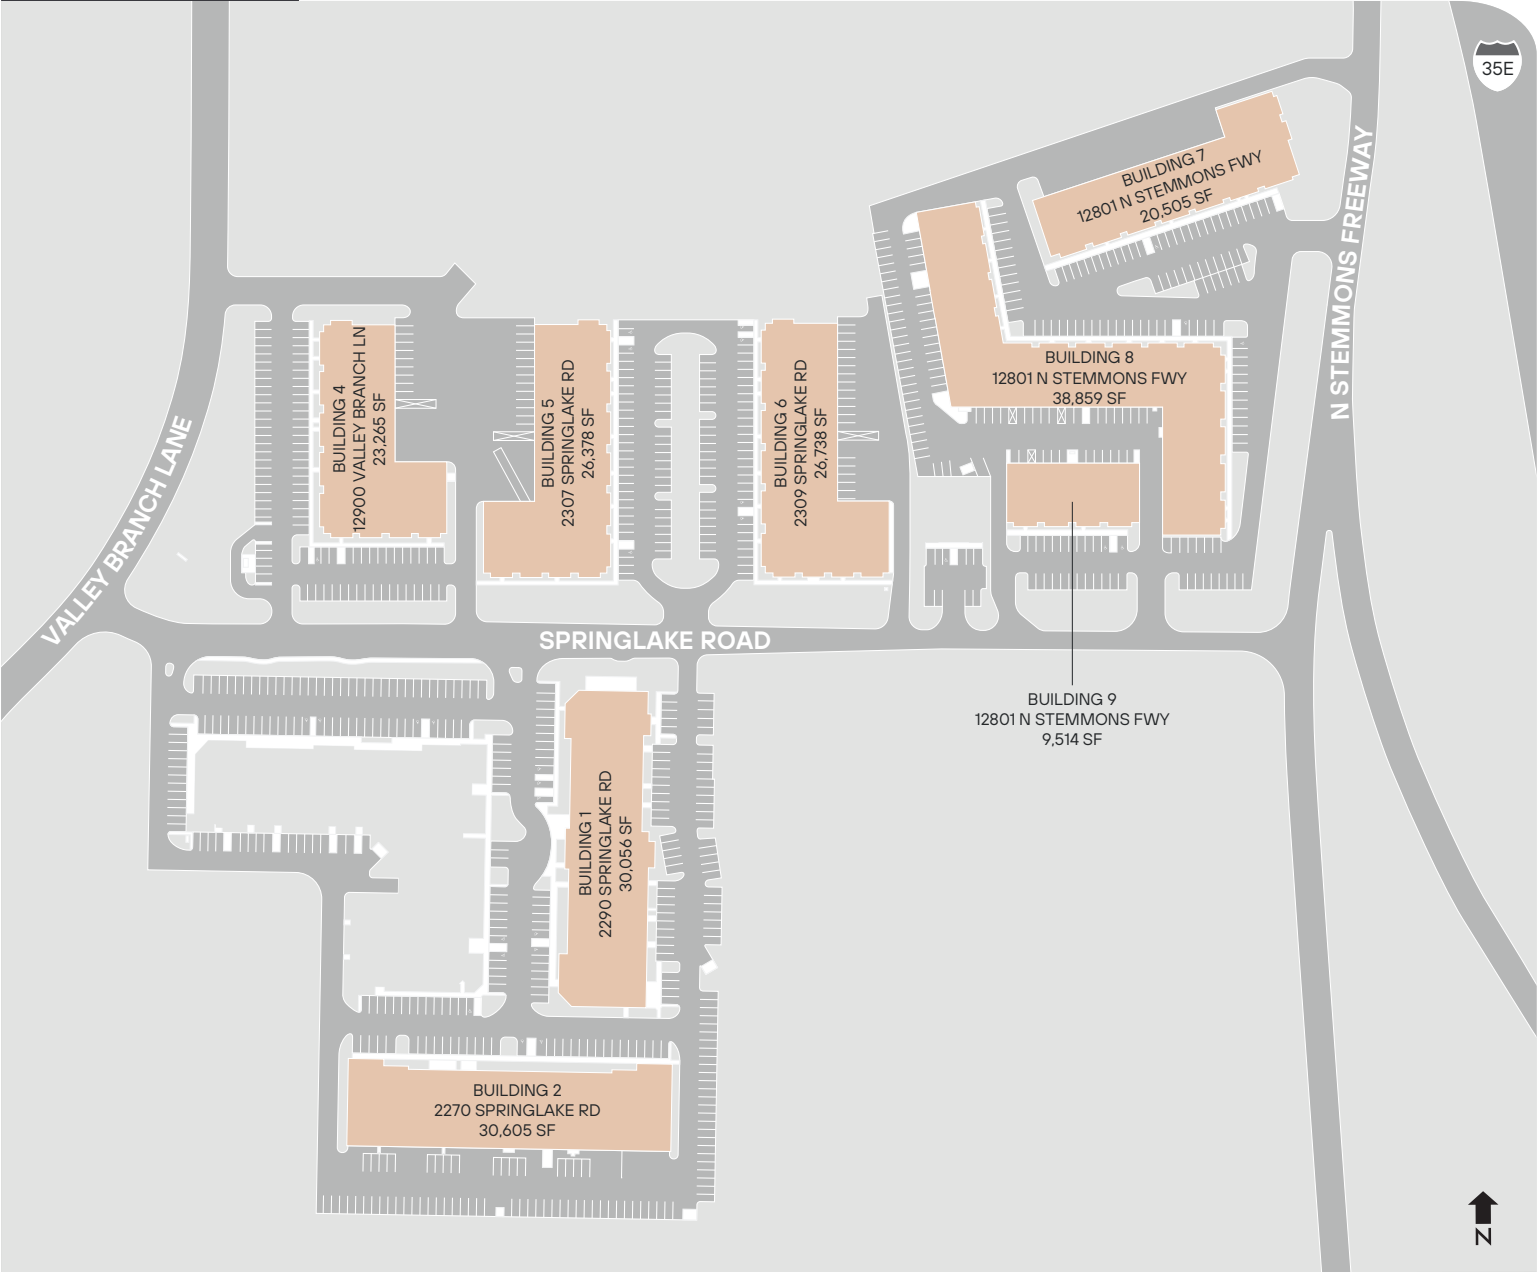 35E
BUILDING 7
12801 N STEMMONS FWY
20,505 SF
N STEMMONS FREEWAY
BUILDING 4
12900 VALLEY BRANCH LN
23,265 SF
BUILDING 5
2307 SPRINGLAKE RD
26,378 SF
BUILDING 6
2309 SPRINGLAKE RD
26,738 SF
BUILDING 8
12801 N STEMMONS FWY
38,859 SF
VALLEY BRANCH LANE
SPRINGLAKE ROAD
BUILDING 9
12801 N STEMMONS FWY
9,514 SF
BUILDING 1
2290 SPRINGLAKE RD
30,056 SF
BUILDING 2
2270 SPRINGLAKE RD
30,605 SF
N